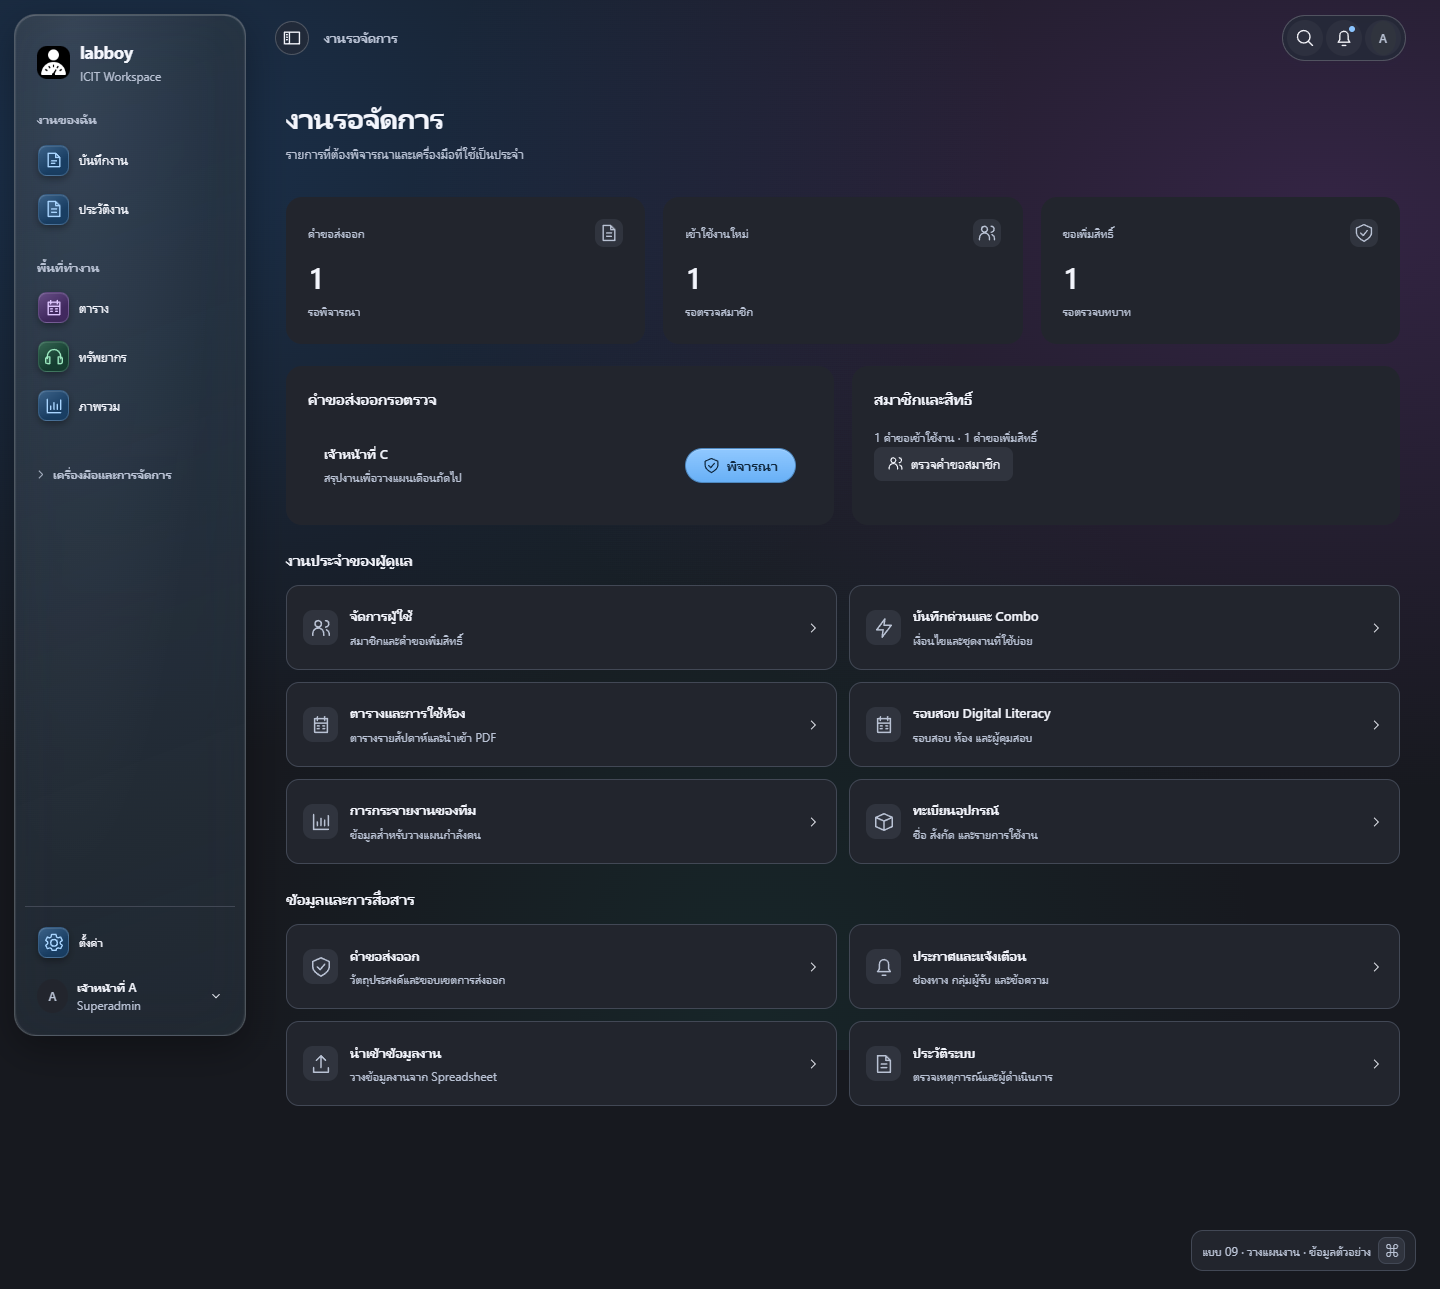 labboy
ICIT Workspace
งานของฉัน
บันทึกงาน
ประวัติงาน
พื้นที่ทำงาน
ตาราง
ทรัพยากร
ภาพรวม
เครื่องมือและการจัดการ
ตั้งค่า
A
เจ้าหน้าที่ A
Superadmin
งานรอจัดการ
A
งานรอจัดการ
รายการที่ต้องพิจารณาและเครื่องมือที่ใช้เป็นประจำ
คำขอส่งออก
1
รอพิจารณา
เข้าใช้งานใหม่
1
รอตรวจสมาชิก
ขอเพิ่มสิทธิ์
1
รอตรวจบทบาท
คำขอส่งออกรอตรวจ
เจ้าหน้าที่ C
สรุปงานเพื่อวางแผนเดือนถัดไป
พิจารณา
สมาชิกและสิทธิ์
1 คำขอเข้าใช้งาน · 1 คำขอเพิ่มสิทธิ์
ตรวจคำขอสมาชิก
งานประจำของผู้ดูแล
จัดการผู้ใช้
สมาชิกและคำขอเพิ่มสิทธิ์
บันทึกด่วนและ Combo
เงื่อนไขและชุดงานที่ใช้บ่อย
ตารางและการใช้ห้อง
ตารางรายสัปดาห์และนำเข้า PDF
รอบสอบ Digital Literacy
รอบสอบ ห้อง และผู้คุมสอบ
การกระจายงานของทีม
ข้อมูลสำหรับวางแผนกำลังคน
ทะเบียนอุปกรณ์
ชื่อ สังกัด และรายการใช้งาน
ข้อมูลและการสื่อสาร
คำขอส่งออก
วัตถุประสงค์และขอบเขตการส่งออก
ประกาศและแจ้งเตือน
ช่องทาง กลุ่มผู้รับ และข้อความ
นำเข้าข้อมูลงาน
วางข้อมูลงานจาก Spreadsheet
ประวัติระบบ
ตรวจเหตุการณ์และผู้ดำเนินการ
แบบ 09 · วางแผนงาน · ข้อมูลตัวอย่าง ⌘